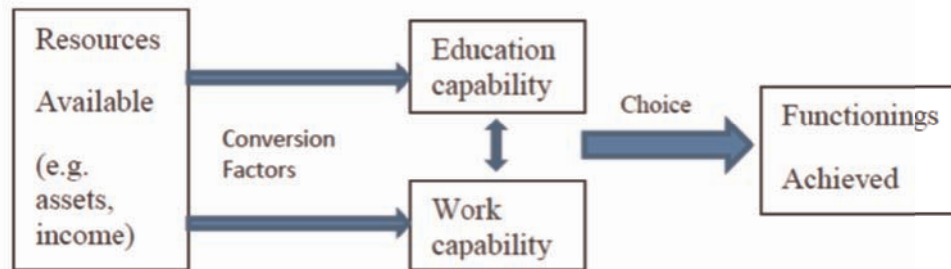 Resources
Available
(e.g.
assets,
income)
Conversion
Factors
Education
capability
Work
capability
Choice
Functionings
Achieved